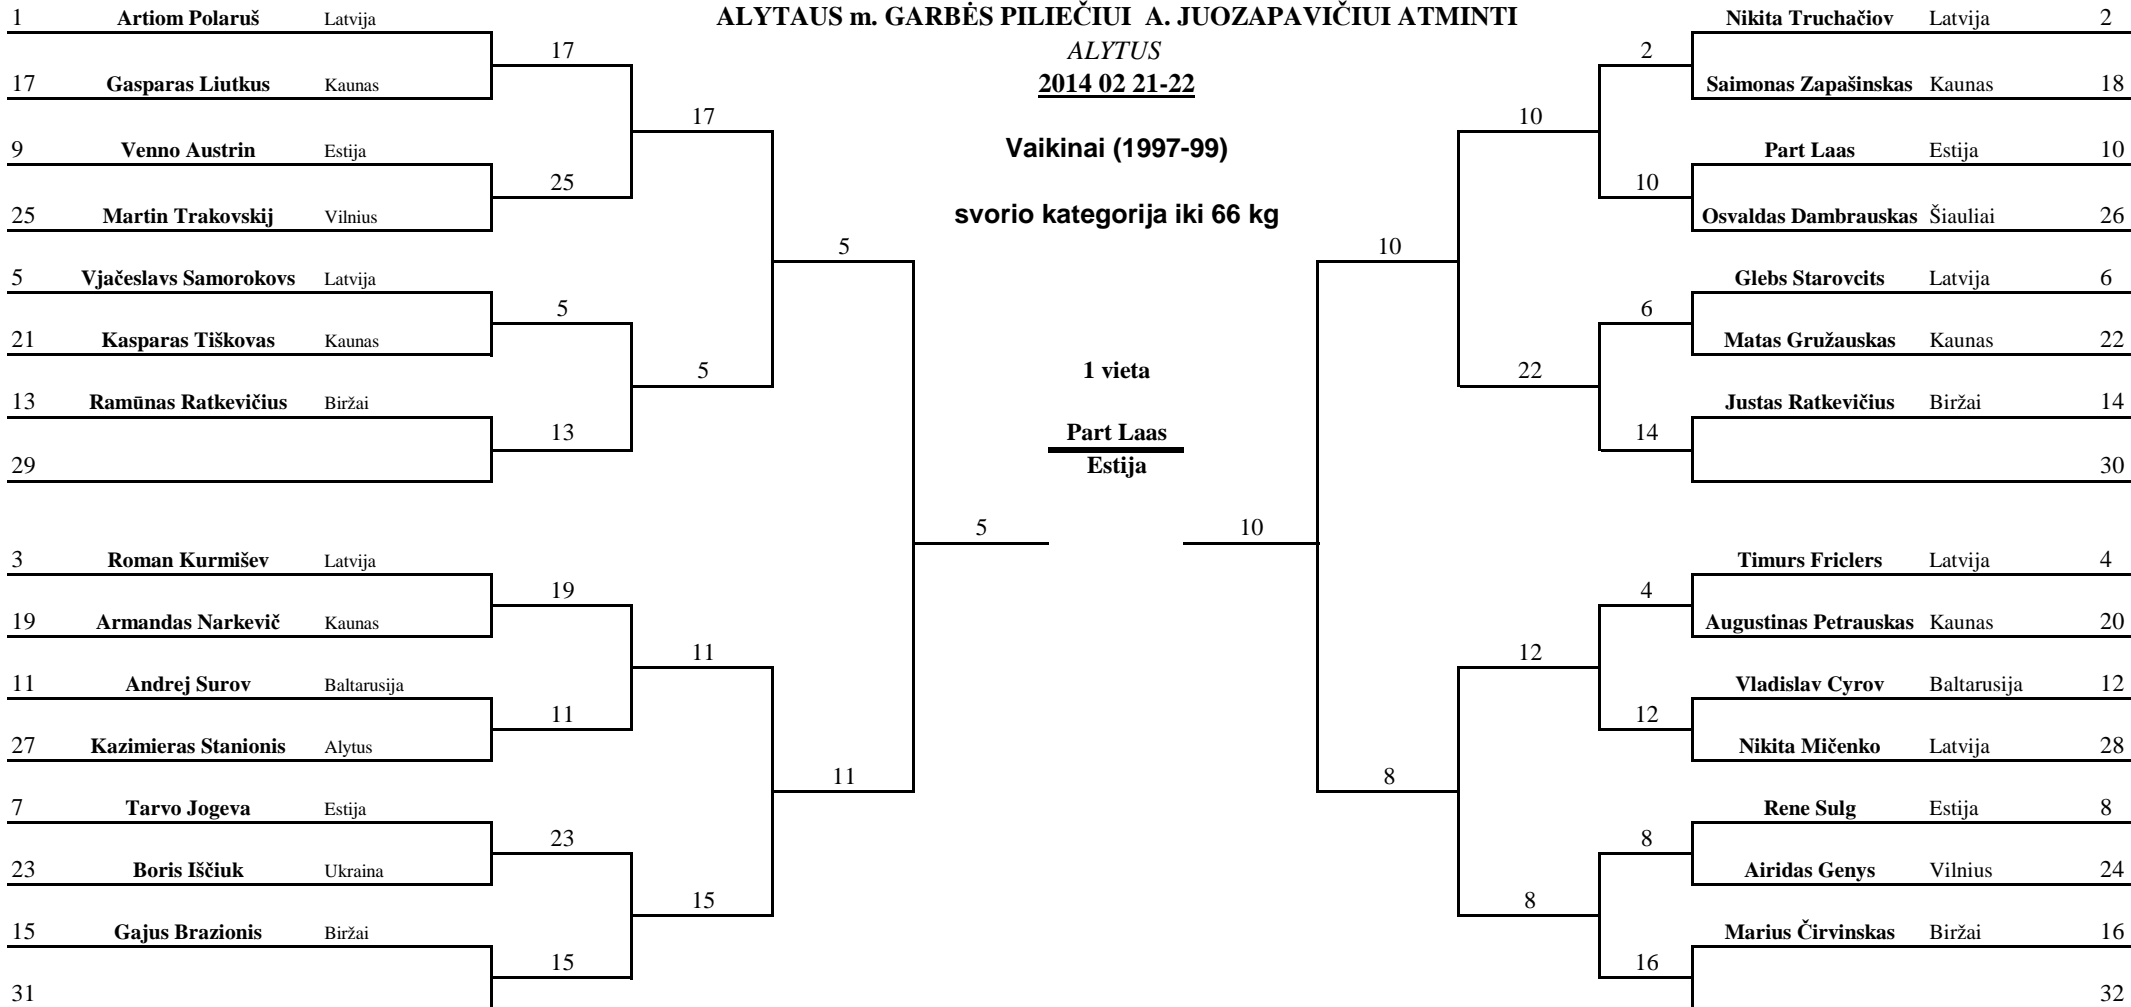 ALYTAUS m. GARBĖS PILIEČIUI A. JUOZAPAVIČIUI ATMINTI
ALYTUS
2014 02 21-22
Vaikinai (1997-99)
svorio kategorija iki 66 kg
1 Artiom Polaruš Latvija
17
17 Gasparas Liutkus Kaunas
17
9 Venno Austrin Estija
25
25 Martin Trakovskij Vilnius
5
5 Vjačeslavs Samorokovs Latvija
5
21 Kasparas Tiškovas Kaunas
5
13 Ramūnas Ratkevičius Biržai
13
29
5
3 Roman Kurmišev Latvija
19
19 Armandas Narkevič Kaunas
11
11 Andrej Surov Baltarusija
11
27 Kazimieras Stanionis Alytus
11
7 Tarvo Jogeva Estija
23
23 Boris Iščiuk Ukraina
15
15 Gajus Brazionis Biržai
15
31
1 vieta
Part Laas
Estija
Nikita Truchačiov Latvija 2
2
Saimonas Zapašinskas Kaunas 18
10
Part Laas Estija 10
10
Osvaldas Dambrauskas Šiauliai 26
10
Glebs Starovcits Latvija 6
6
Matas Gružauskas Kaunas 22
22
Justas Ratkevičius Biržai 14
14
30
10
Timurs Friclers Latvija 4
4
Augustinas Petrauskas Kaunas 20
12
Vladislav Cyrov Baltarusija 12
12
Nikita Mičenko Latvija 28
8
Rene Sulg Estija 8
8
Airidas Genys Vilnius 24
8
Marius Čirvinskas Biržai 16
16
32